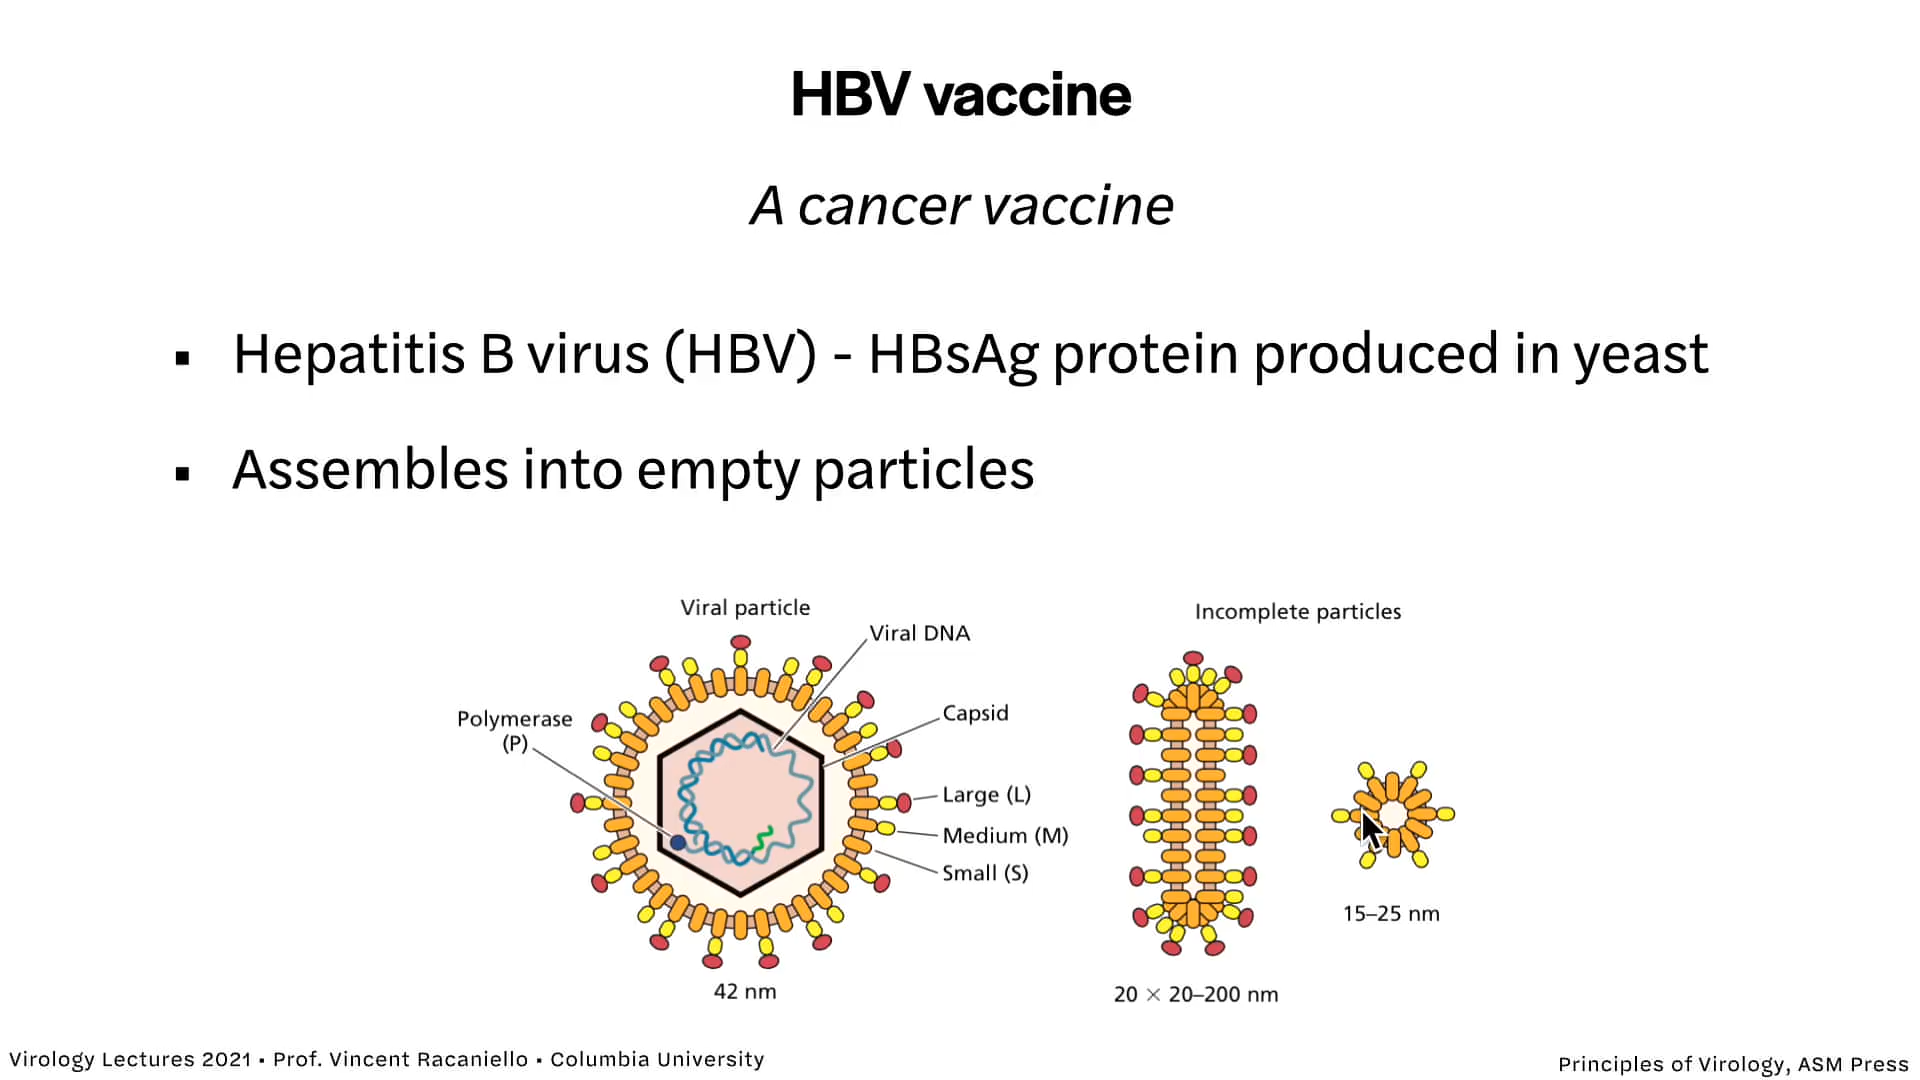 HBV vaccine
A cancer vaccine
▪ Hepatitis B virus (HBV) - HBsAg protein produced in yeast
▪ Assembles into empty particles
Viral particle
Incomplete particles
Viral DNA
Polymerase
(P)
Capsid
Large (L)
Medium (M)
Small (S)
15–25 nm
42 nm
20 × 20–200 nm
Virology Lectures 2021 • Prof. Vincent Racaniello • Columbia University
Principles of Virology, ASM Press